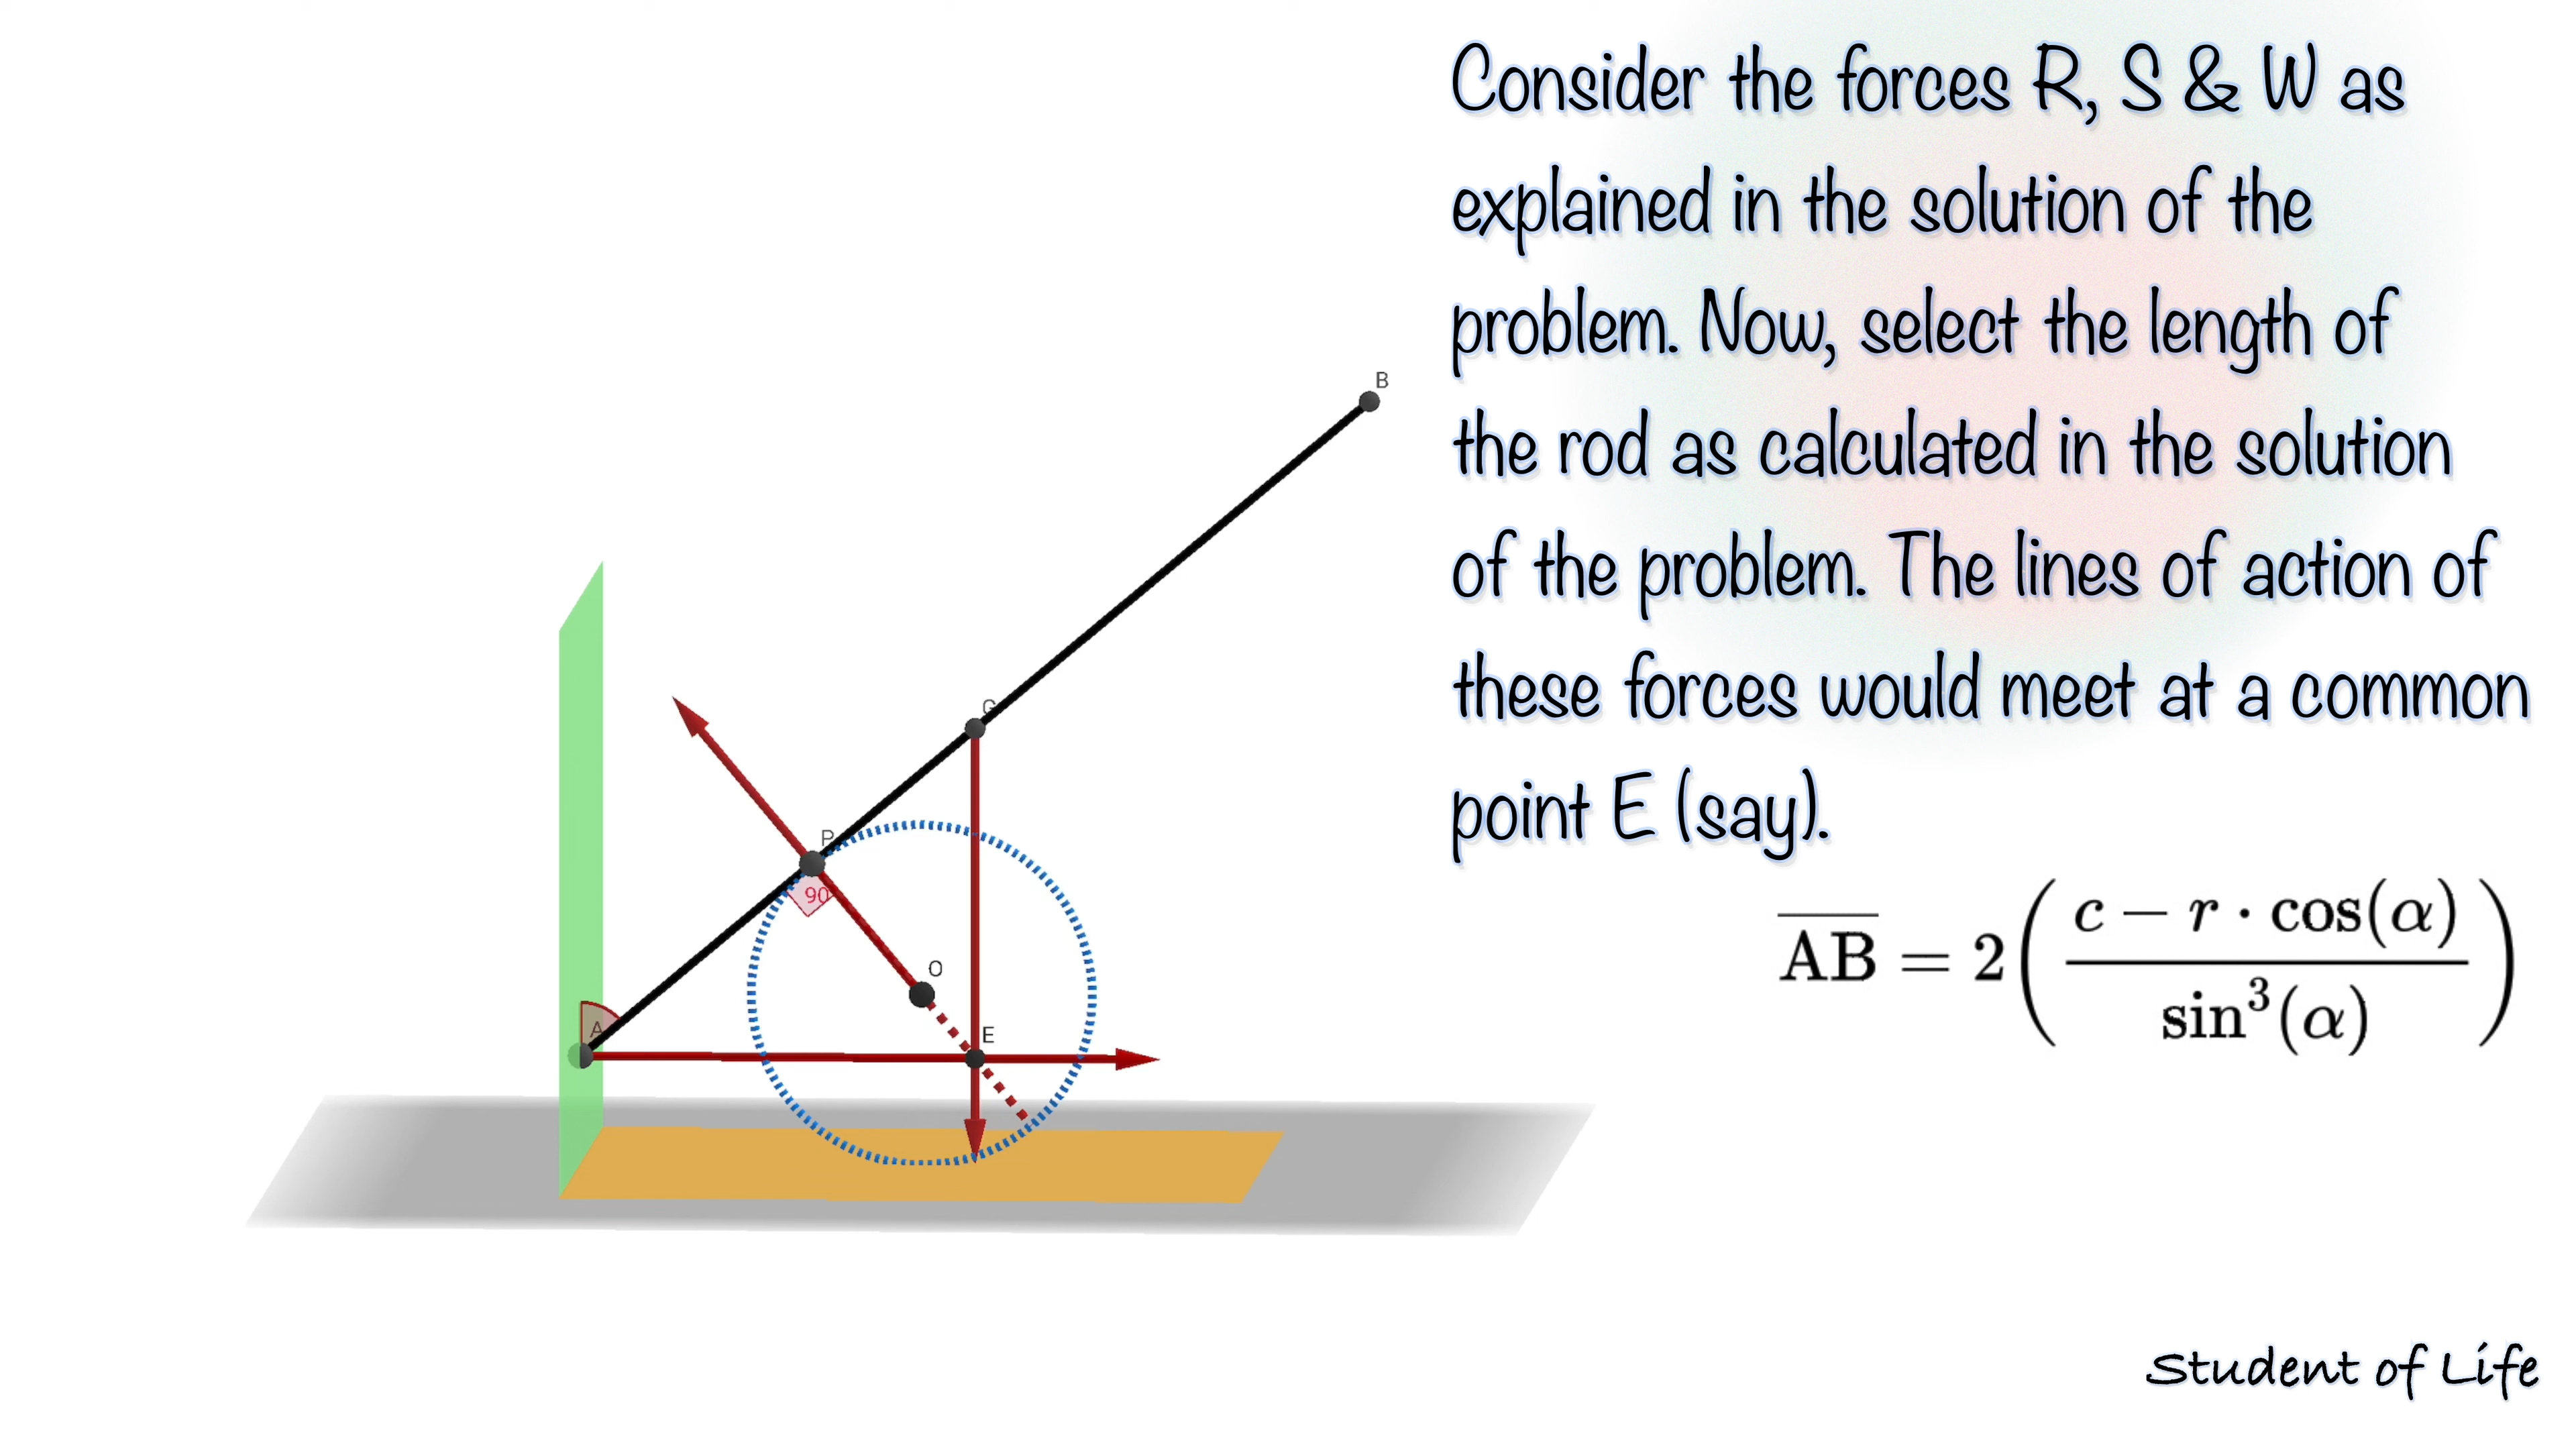 Consider the forces R, S & W as
explained in the solution of the
problem. Now, select the length of
the rod as calculated in the solution
of the problem. The lines of action of
these forces would meet at a common
point E (say).
B
G
P
90
O
A
E
AB = 2( (c − r · cos(α)) / sin³(α) )
Student of Life